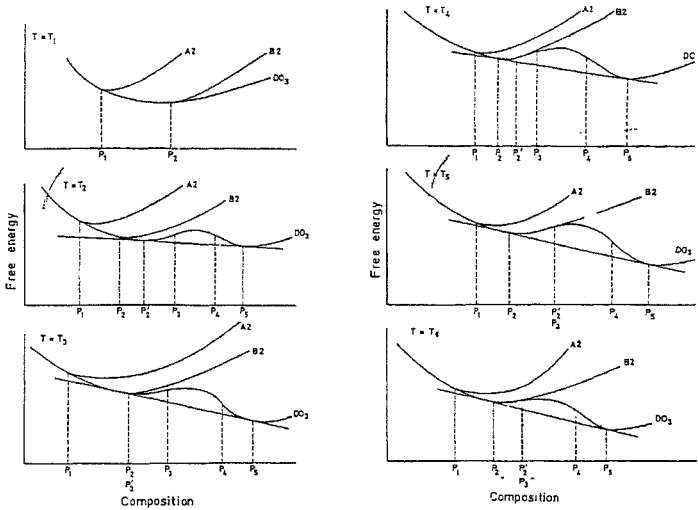 T = T1
A2
B2
DO3
P1 P2
T = T2
A2
B2
DO3
P1 P2 P2' P3 P4 P5
T = T3
A2
B2
DO3
P1 P2 P3 P4 P5
P2'
Composition
Free energy
T = T4
A2
B2
DO
P1 P2 P2' P3 P4 P5
T = T5
A2
B2
DO3
P1 P2 P2' P4 P5
P3
T = T6
A2
B2
DO3
P1 P2 P2' P4 P5
P3
Composition
Free energy